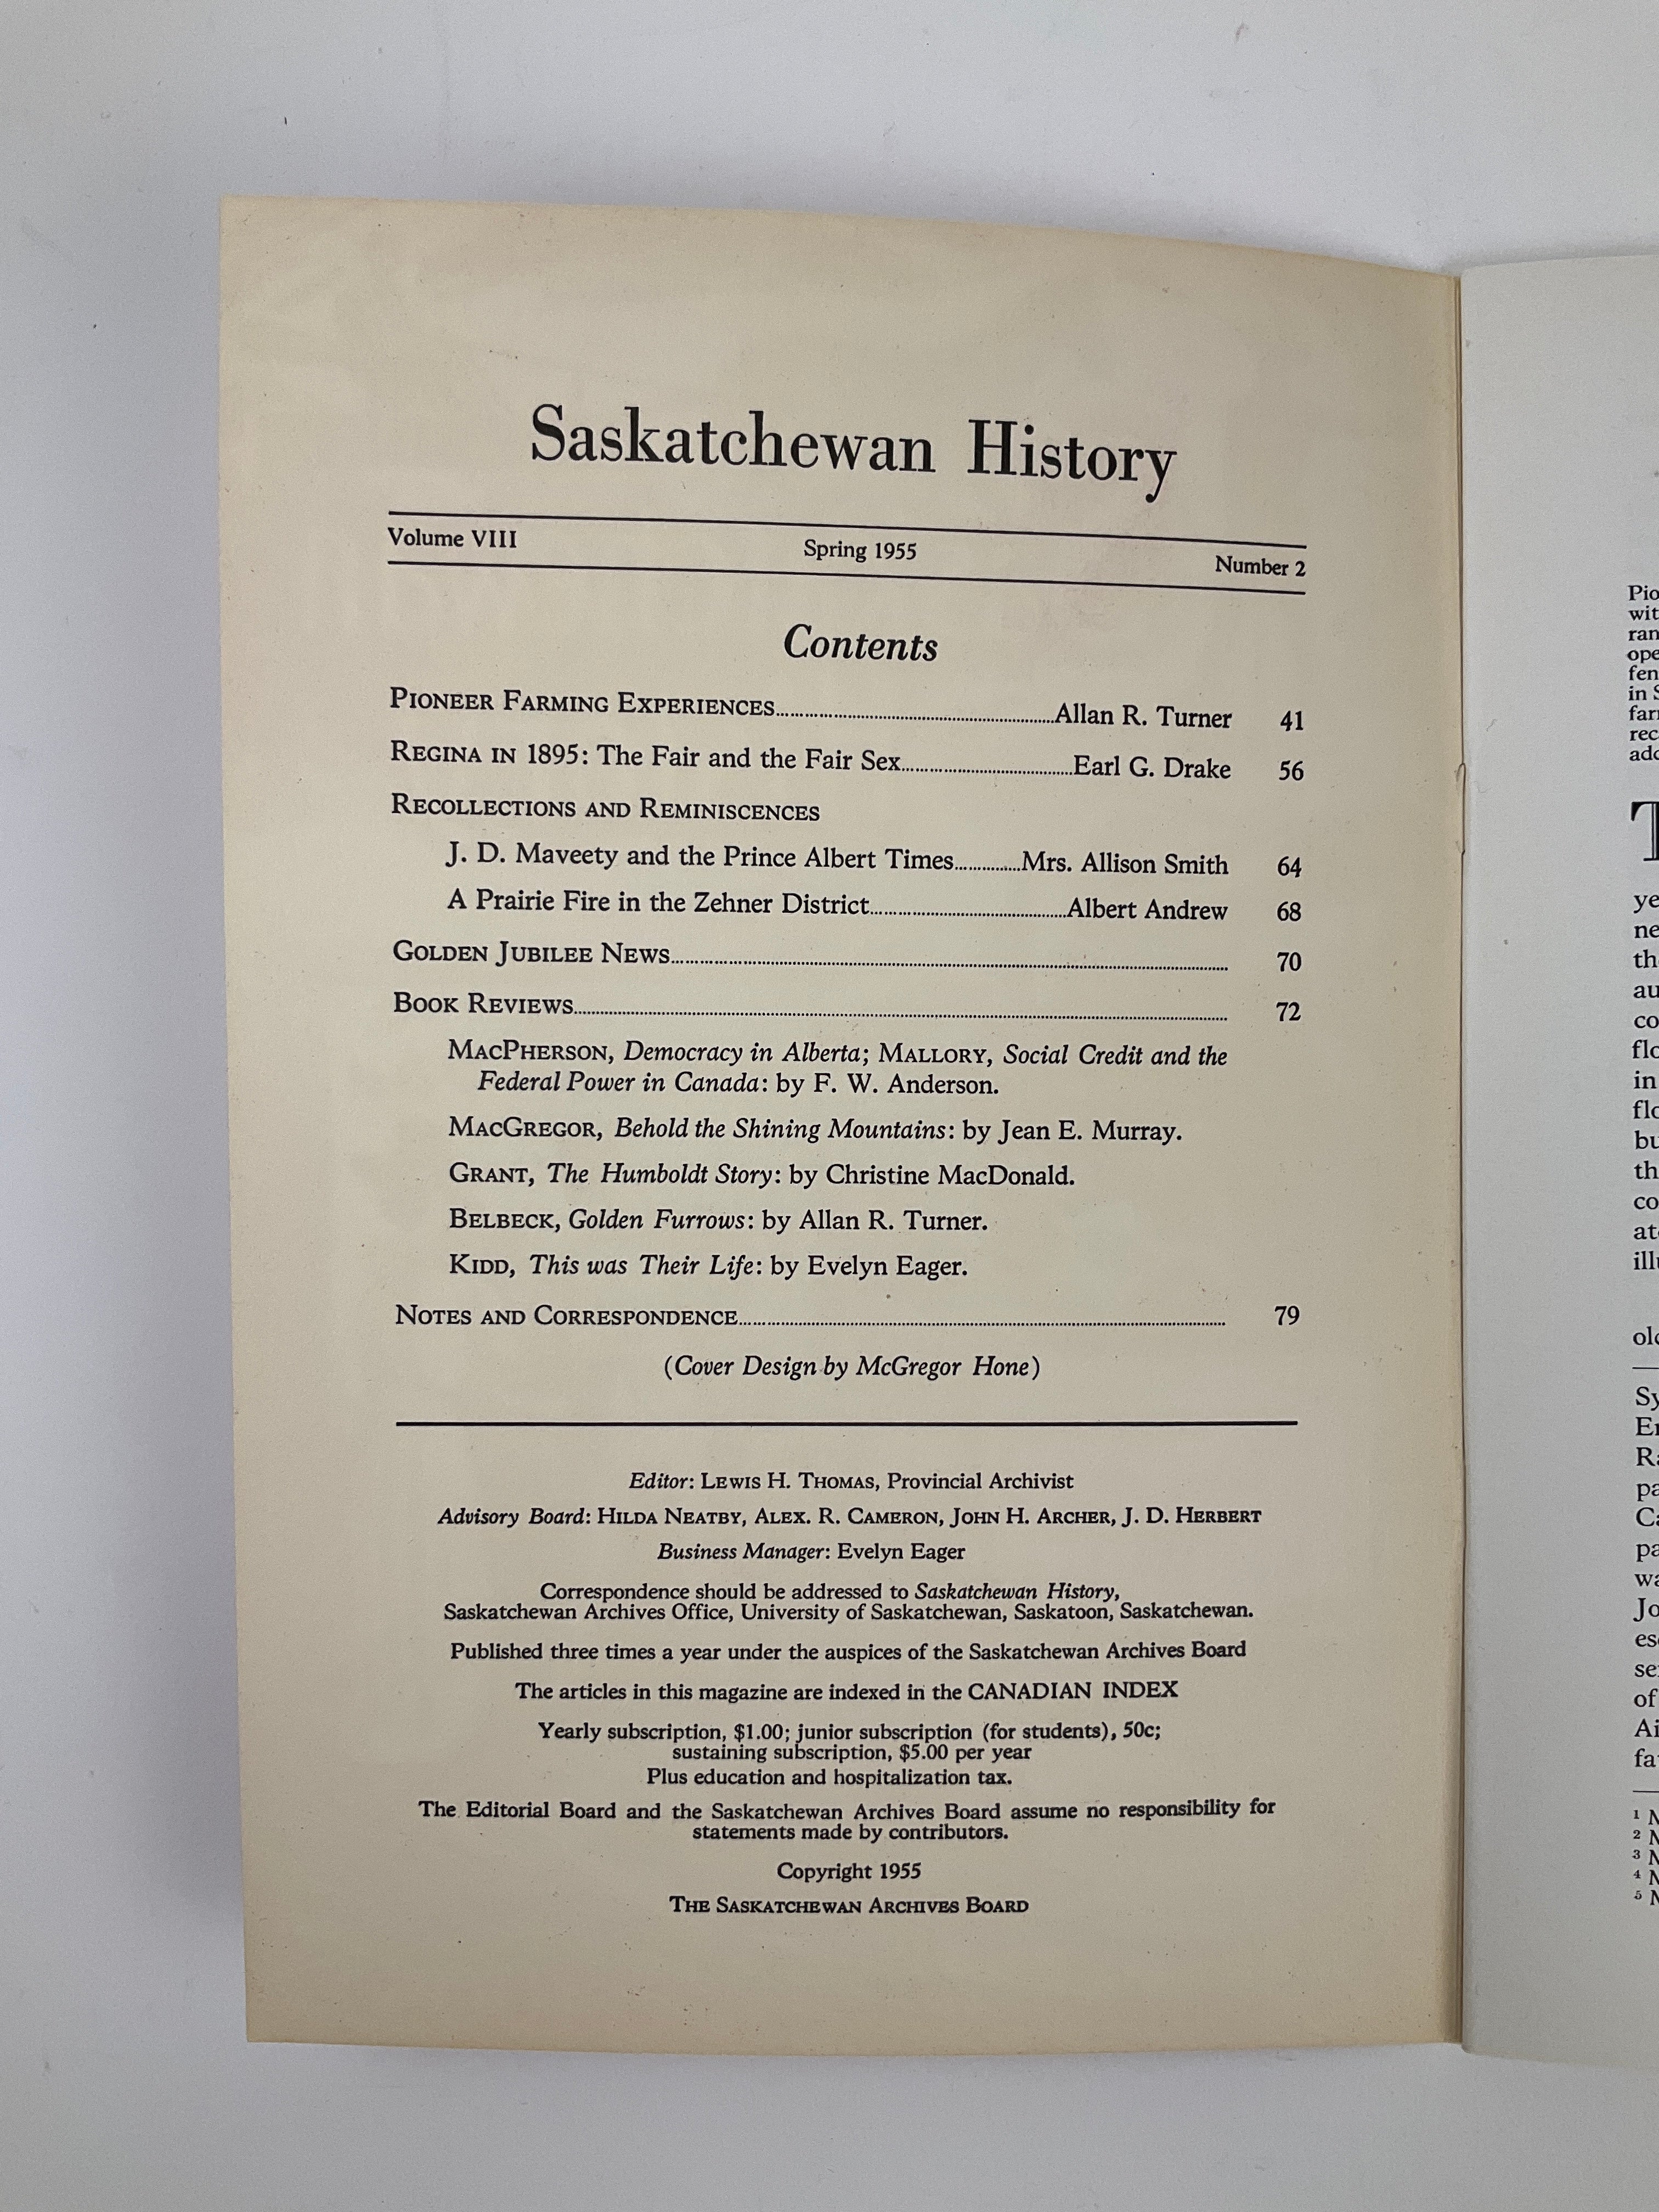 Saskatchewan History
Volume VIII Spring 1955 Number 2
Contents
PIONEER FARMING EXPERIENCES Allan R. Turner 41
REGINA IN 1895: The Fair and the Fair Sex Earl G. Drake 56
RECOLLECTIONS AND REMINISCENCES
J. D. Maveety and the Prince Albert Times Mrs. Allison Smith 64
A Prairie Fire in the Zehner District Albert Andrew 68
GOLDEN JUBILEE NEWS 70
BOOK REVIEWS 72
MACPHERSON, Democracy in Alberta; MALLORY, Social Credit and the
Federal Power in Canada: by F. W. Anderson.
MACGREGOR, Behold the Shining Mountains: by Jean E. Murray.
GRANT, The Humboldt Story: by Christine MacDonald.
BELBECK, Golden Furrows: by Allan R. Turner.
KIDD, This was Their Life: by Evelyn Eager.
NOTES AND CORRESPONDENCE 79
(Cover Design by McGregor Hone)
Editor: LEWIS H. THOMAS, Provincial Archivist
Advisory Board: HILDA NEATBY, ALEX. R. CAMERON, JOHN H. ARCHER, J. D. HERBERT
Business Manager: Evelyn Eager
Correspondence should be addressed to Saskatchewan History,
Saskatchewan Archives Office, University of Saskatchewan, Saskatoon, Saskatchewan.
Published three times a year under the auspices of the Saskatchewan Archives Board
The articles in this magazine are indexed in the CANADIAN INDEX
Yearly subscription, $1.00; junior subscription (for students), 50c;
sustaining subscription, $5.00 per year
Plus education and hospitalization tax.
The Editorial Board and the Saskatchewan Archives Board assume no responsibility for
statements made by contributors.
Copyright 1955
THE SASKATCHEWAN ARCHIVES BOARD